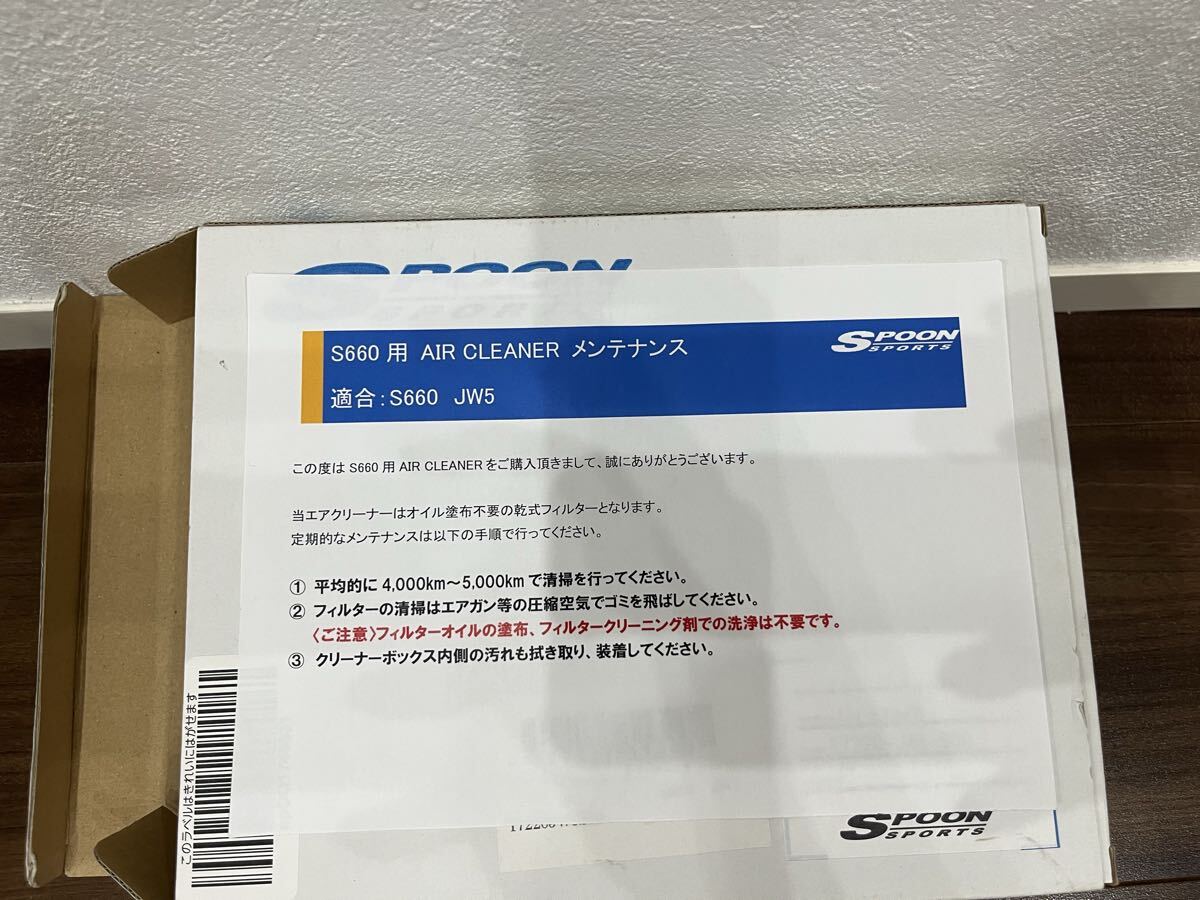 SPOON
SPORTS
S660 用 AIR CLEANER メンテナンス
SPOON
SPORTS
適合：S660 JW5
この度は S660 用 AIR CLEANER をご購入頂きまして、誠にありがとうございます。
当エアクリーナーはオイル塗布不要の乾式フィルターとなります。
定期的なメンテナンスは以下の手順で行ってください。
① 平均的に 4,000km～5,000km で清掃を行ってください。
② フィルターの清掃はエアガン等の圧縮空気でゴミを飛ばしてください。
〈ご注意〉フィルターオイルの塗布、フィルタークリーニング剤での洗浄は不要です。
③ クリーナーボックス内側の汚れも拭き取り、装着してください。
このラベルはきれいにはがせます
SPOON
SPORTS